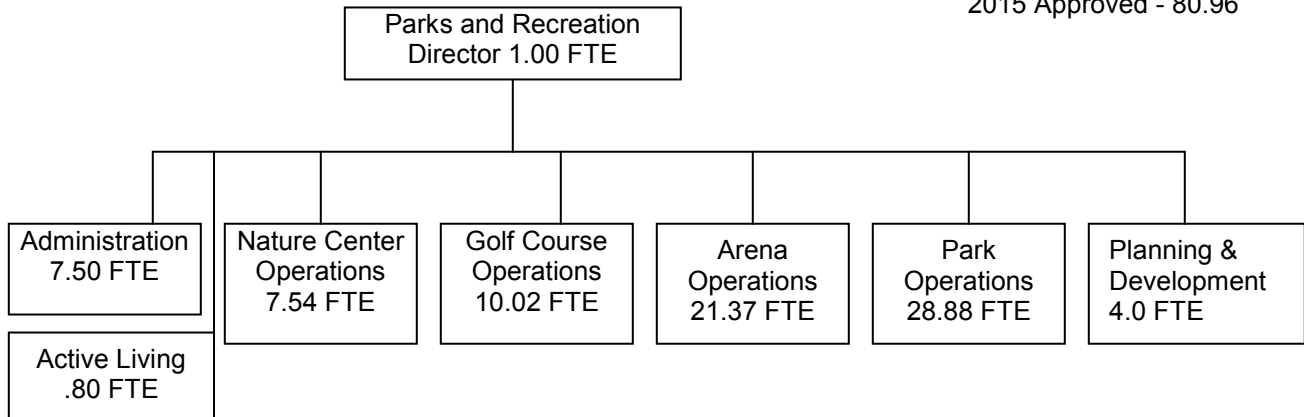 2015 Approved - 80.96
Parks and Recreation
Director 1.00 FTE
Administration
7.50 FTE
Nature Center
Operations
7.54 FTE
Golf Course
Operations
10.02 FTE
Arena
Operations
21.37 FTE
Park
Operations
28.88 FTE
Planning &
Development
4.0 FTE
Active Living
.80 FTE